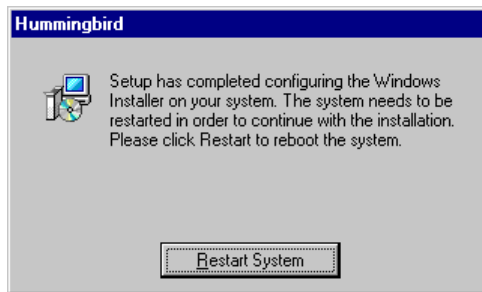 Hummingbird
Setup has completed configuring the Windows
Installer on your system. The system needs to be
restarted in order to continue with the installation.
Please click Restart to reboot the system.
Restart System